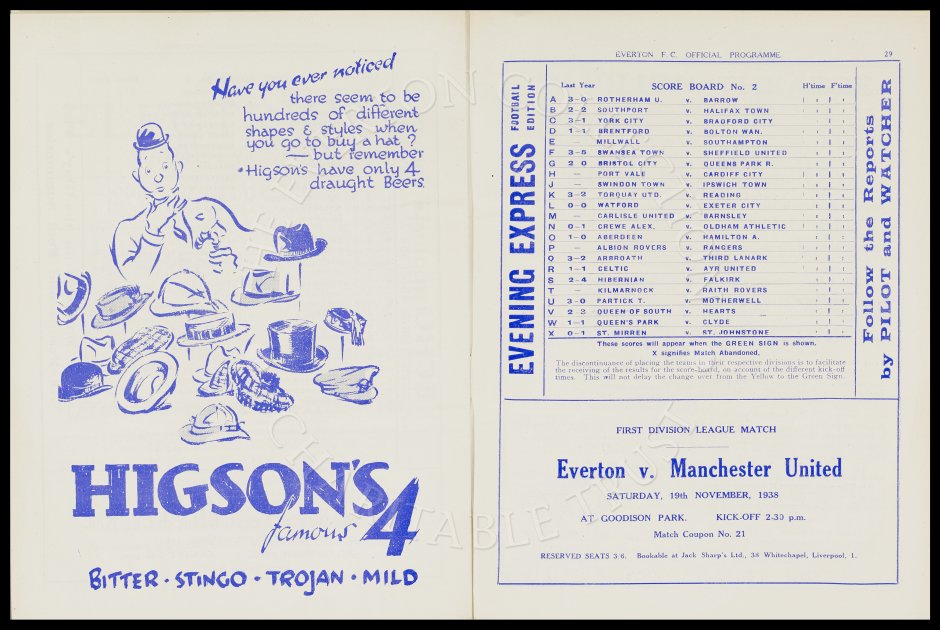 Have you ever noticed
there seem to be
hundreds of different
shapes & styles when
you go to buy a hat?
— but remember
• Higsons have only 4
draught Beers.
HIGSON'S
famous 4
BITTER · STINGO · TROJAN · MILD
EVERTON F.C. OFFICIAL PROGRAMME 29
EVENING EXPRESS FOOTBALL EDITION
Last Year SCORE BOARD No. 2 H'time F'time
A 3-0 ROTHERHAM U. v. BARROW
B 2-2 SOUTHPORT v. HALIFAX TOWN
C 3-1 YORK CITY v. BRADFORD CITY
D 1-1 BRENTFORD v. BOLTON WAN.
E — MILLWALL v. SOUTHAMPTON
F 3-5 SWANSEA TOWN v. SHEFFIELD UNITED
G 2 0 BRISTOL CITY v. QUEENS PARK R.
H — PORT VALE v. CARDIFF CITY
J — SWINDON TOWN v. IPSWICH TOWN
K 3-2 TORQUAY UTD. v. READING
L 0-0 WATFORD v. EXETER CITY
M — CARLISLE UNITED v. BARNSLEY
N 0-1 CREWE ALEX. v. OLDHAM ATHLETIC
O 1-0 ABERDEEN v. HAMILTON A.
P — ALBION ROVERS v. RANGERS
Q 3-2 ARBROATH v. THIRD LANARK
R 1-1 CELTIC v. AYR UNITED
S 2-4 HIBERNIAN v. FALKIRK
T — KILMARNOCK v. RAITH ROVERS
U 3-0 PARTICK T. v. MOTHERWELL
V 2-3 QUEEN OF SOUTH v. HEARTS
W 1-1 QUEEN'S PARK v. CLYDE
X 0-1 ST. MIRREN v. ST. JOHNSTONE
These scores will appear when the GREEN SIGN is shown.
X signifies Match Abandoned.
The discontinuance of placing the teams in their respective divisions is to facilitate
the receiving of the results for the score-board, on account of the different kick-off
times. This will not delay the change over from the Yellow to the Green Sign.
Follow the Reports
by PILOT and WATCHER
FIRST DIVISION LEAGUE MATCH
Everton v. Manchester United
SATURDAY, 19th NOVEMBER, 1938
AT GOODISON PARK. KICK-OFF 2-30 p.m.
Match Coupon No. 21
RESERVED SEATS 3/6. Bookable at Jack Sharp's Ltd., 38 Whitechapel, Liverpool, 1.